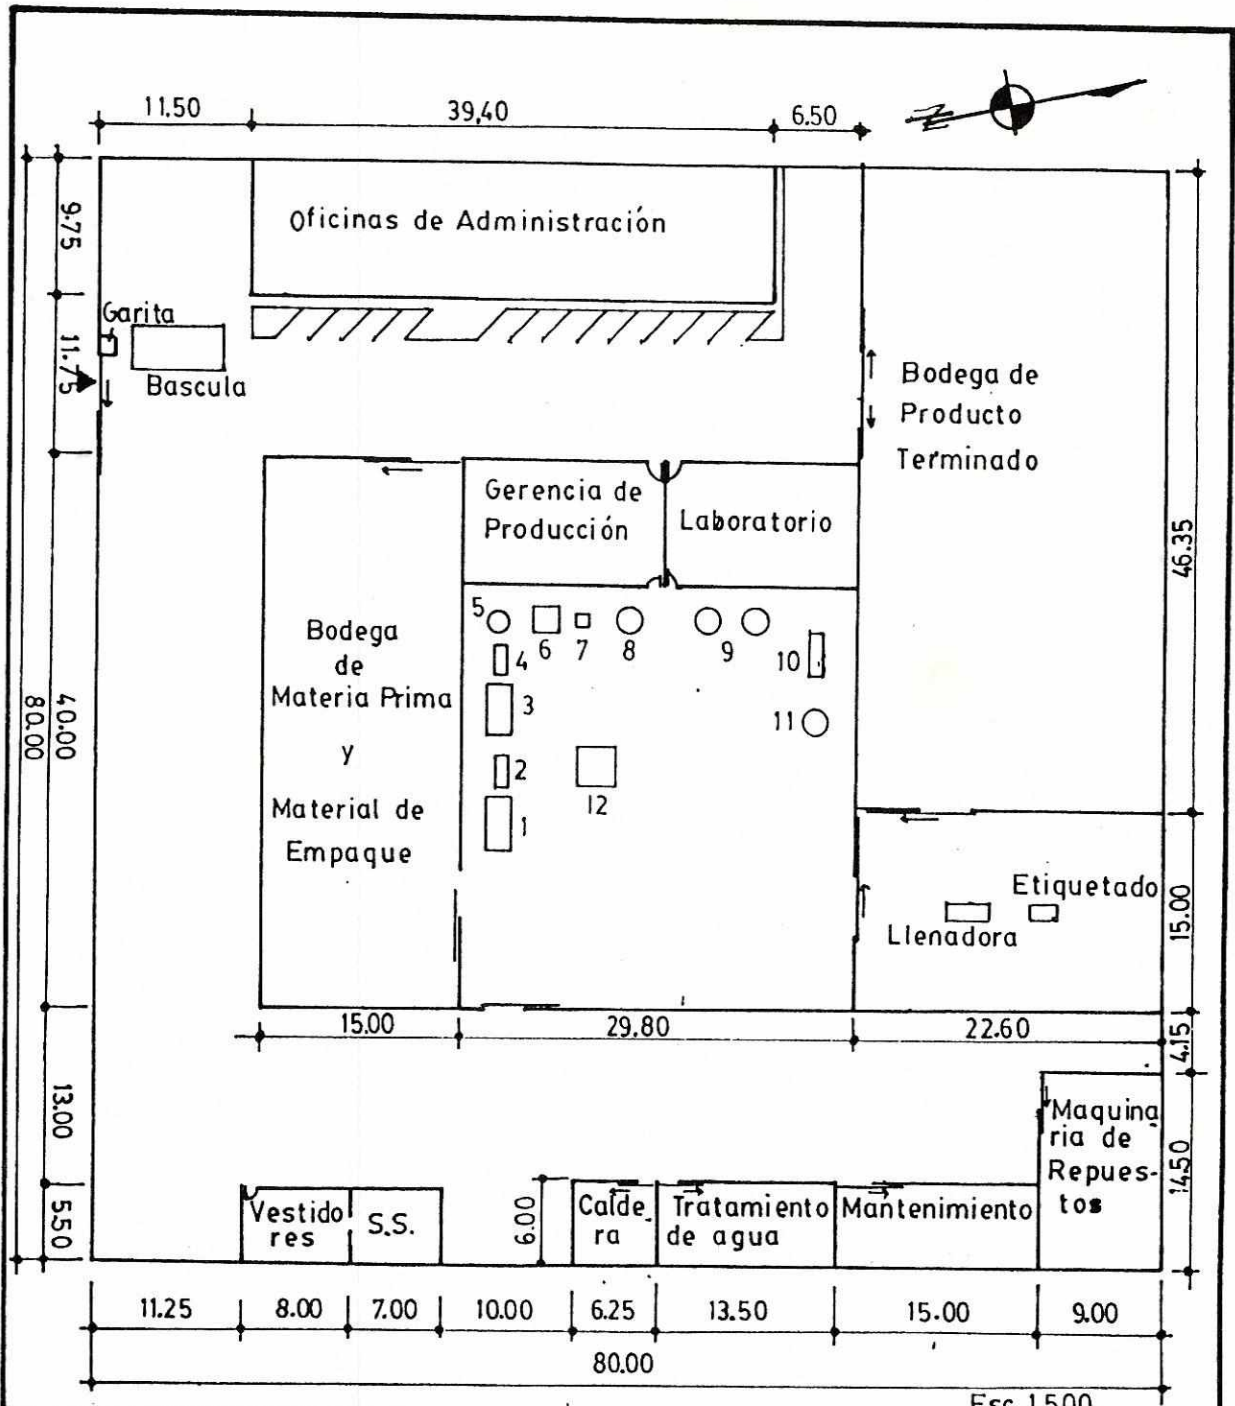 11.50
39,40
6.50
N
Oficinas de Administración
9.75
Garita
11.75
Bascula
Bodega de
Producto
Terminado
Gerencia de
Producción
Laboratorio
46.35
5
6
7
8
9
10
4
3
11
2
12
1
Bodega
de
Materia Prima
y
Material de
Empaque
40.00
80.00
Etiquetado
Llenadora
15.00
15.00
29.80
22.60
4.15
13.00
Maquina
ria de
Repues-
tos
14.50
5.50
Vestido
res
S.S.
6.00
Calde
ra
Tratamiento
de agua
Mantenimiento
11.25
8.00
7.00
10.00
6.25
13.50
15.00
9.00
80.00
Esc 1.500